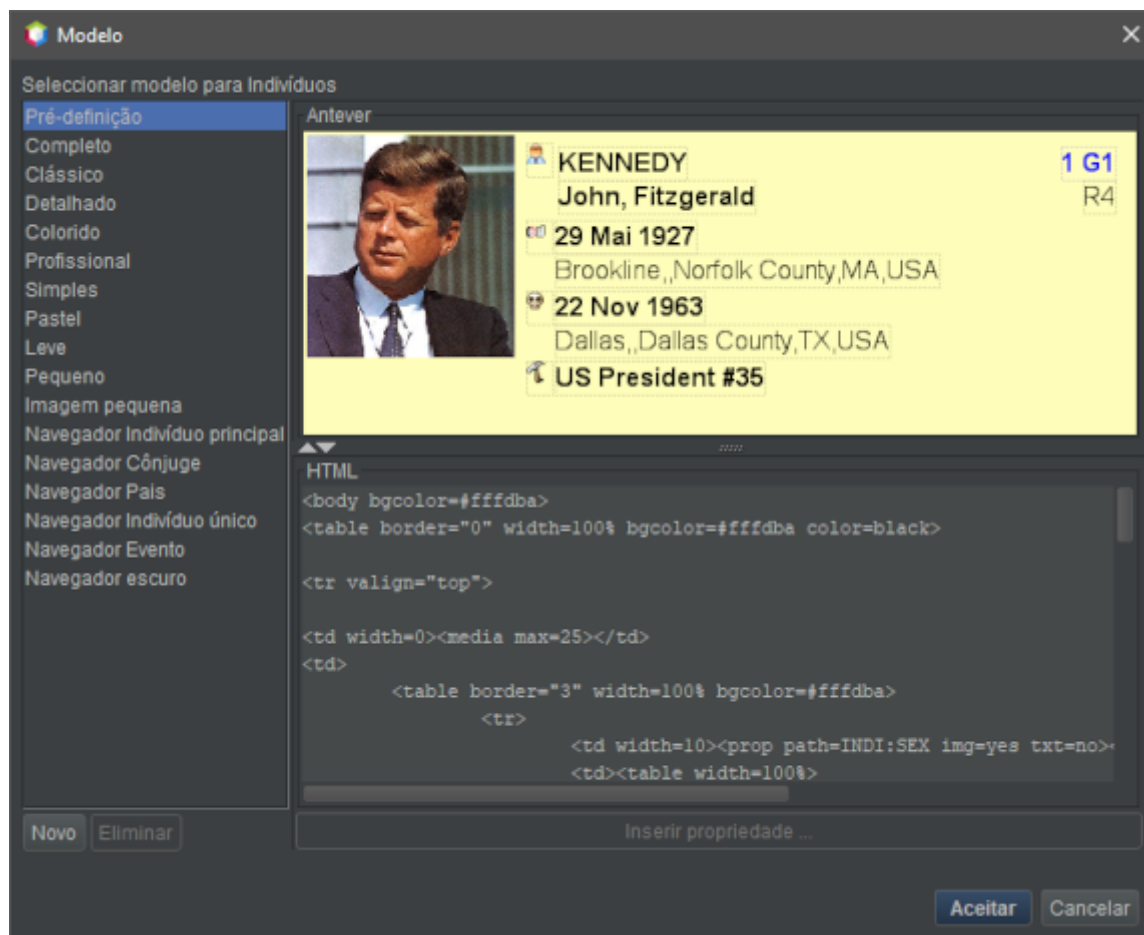 Modelo
Seleccionar modelo para Indivíduos
Pré-definição
Completo
Clássico
Detalhado
Colorido
Profissional
Simples
Pastel
Leve
Pequeno
Imagem pequena
Navegador Indivíduo principal
Navegador Cônjuge
Navegador Pais
Navegador Indivíduo único
Navegador Evento
Navegador escuro
Novo
Eliminar
Antever
KENNEDY
1 G1
John, Fitzgerald
R4
29 Mai 1927
Brookline,,Norfolk County,MA,USA
22 Nov 1963
Dallas,,Dallas County,TX,USA
US President #35
HTML
<body bgcolor=#fffdba>
<table border="0" width=100% bgcolor=#fffdba color=black>
<tr valign="top">
<td width=0><media max=25></td>
<td>
<table border="3" width=100% bgcolor=#fffdba>
<tr>
<td width=10><prop path=INDI:SEX img=yes txt=no>
<td><table width=100%>
Inserir propriedade ...
Aceitar
Cancelar